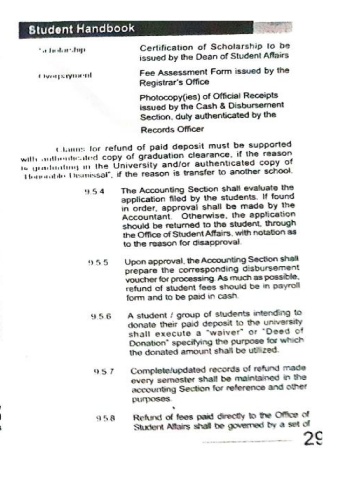 Student Handbook
Scholarship
Certification of Scholarship to be
issued by the Dean of Student Affairs
Overpayment
Fee Assessment Form issued by the
Registrar's Office
Photocopy(ies) of Official Receipts
issued by the Cash & Disbursement
Section, duly authenticated by the
Records Officer
Claims for refund of paid deposit must be supported
with authenticated copy of graduation clearance, if the reason
is graduating in the University and/or authenticated copy of
Honorable Dismissal", if the reason is transfer to another school.
9.5.4 The Accounting Section shall evaluate the
application filed by the students. If found
in order, approval shall be made by the
Accountant. Otherwise, the application
should be returned to the student, through
the Office of Student Affairs, with notation as
to the reason for disapproval.
9.5.5 Upon approval, the Accounting Section shall
prepare the corresponding disbursement
voucher for processing. As much as possible,
refund of student fees should be in payroll
form and to be paid in cash.
9.5.6 A student / group of students intending to
donate their paid deposit to the university
shall execute a "waiver" or "Deed of
Donation" specifying the purpose for which
the donated amount shall be utilized.
9.5.7 Complete/updated records of refund made
every semester shall be maintained in the
accounting Section for reference and other
purposes.
9.5.8 Refund of fees paid directly to the Office of
Student Affairs shall be governed by a set of
29